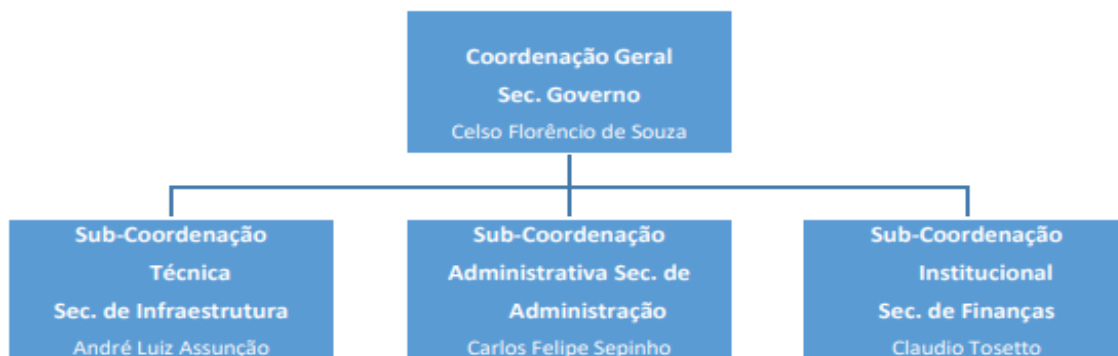 Coordenação Geral
Sec. Governo
Celso Florêncio de Souza
Sub-Coordenação
Técnica
Sec. de Infraestrutura
André Luiz Assunção
Sub-Coordenação
Administrativa Sec. de
Administração
Carlos Felipe Sepinho
Sub-Coordenação
Institucional
Sec. de Finanças
Claudio Tosetto